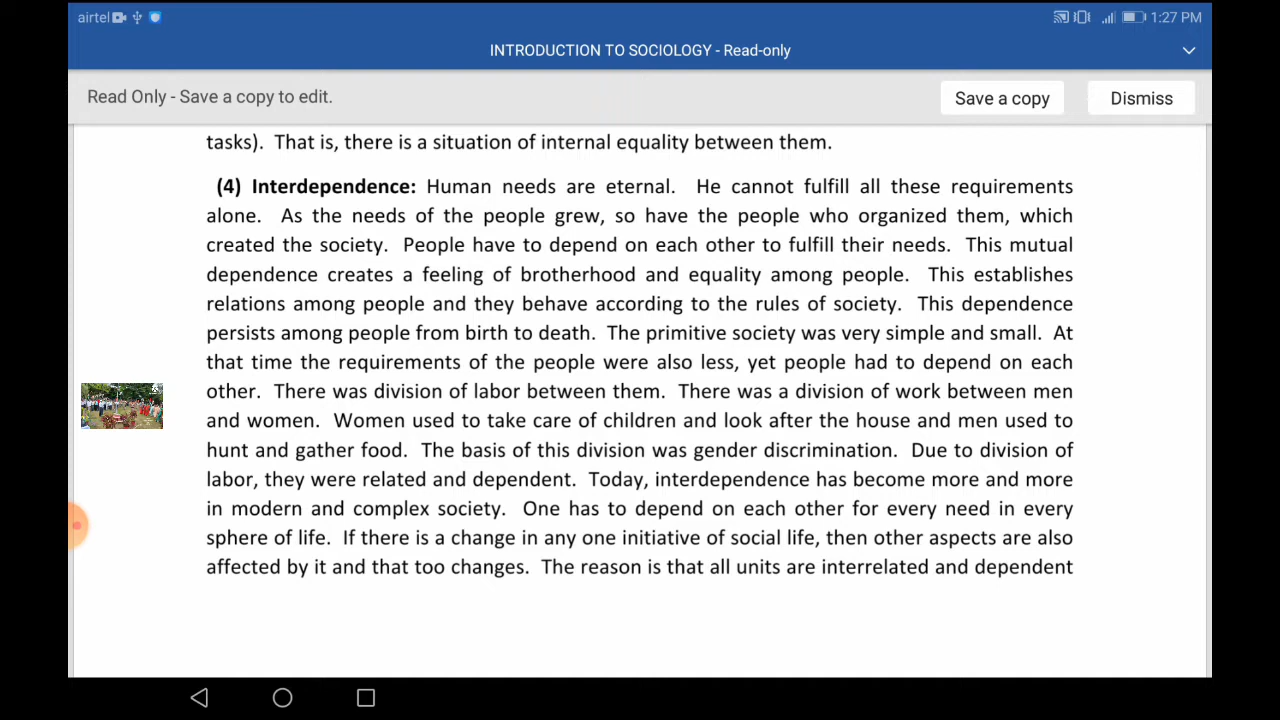 airtel 1:27 PM
INTRODUCTION TO SOCIOLOGY - Read-only
Read Only - Save a copy to edit. Save a copy Dismiss
tasks). That is, there is a situation of internal equality between them.
(4) Interdependence: Human needs are eternal. He cannot fulfill all these requirements
alone. As the needs of the people grew, so have the people who organized them, which
created the society. People have to depend on each other to fulfill their needs. This mutual
dependence creates a feeling of brotherhood and equality among people. This establishes
relations among people and they behave according to the rules of society. This dependence
persists among people from birth to death. The primitive society was very simple and small. At
that time the requirements of the people were also less, yet people had to depend on each
other. There was division of labor between them. There was a division of work between men
and women. Women used to take care of children and look after the house and men used to
hunt and gather food. The basis of this division was gender discrimination. Due to division of
labor, they were related and dependent. Today, interdependence has become more and more
in modern and complex society. One has to depend on each other for every need in every
sphere of life. If there is a change in any one initiative of social life, then other aspects are also
affected by it and that too changes. The reason is that all units are interrelated and dependent